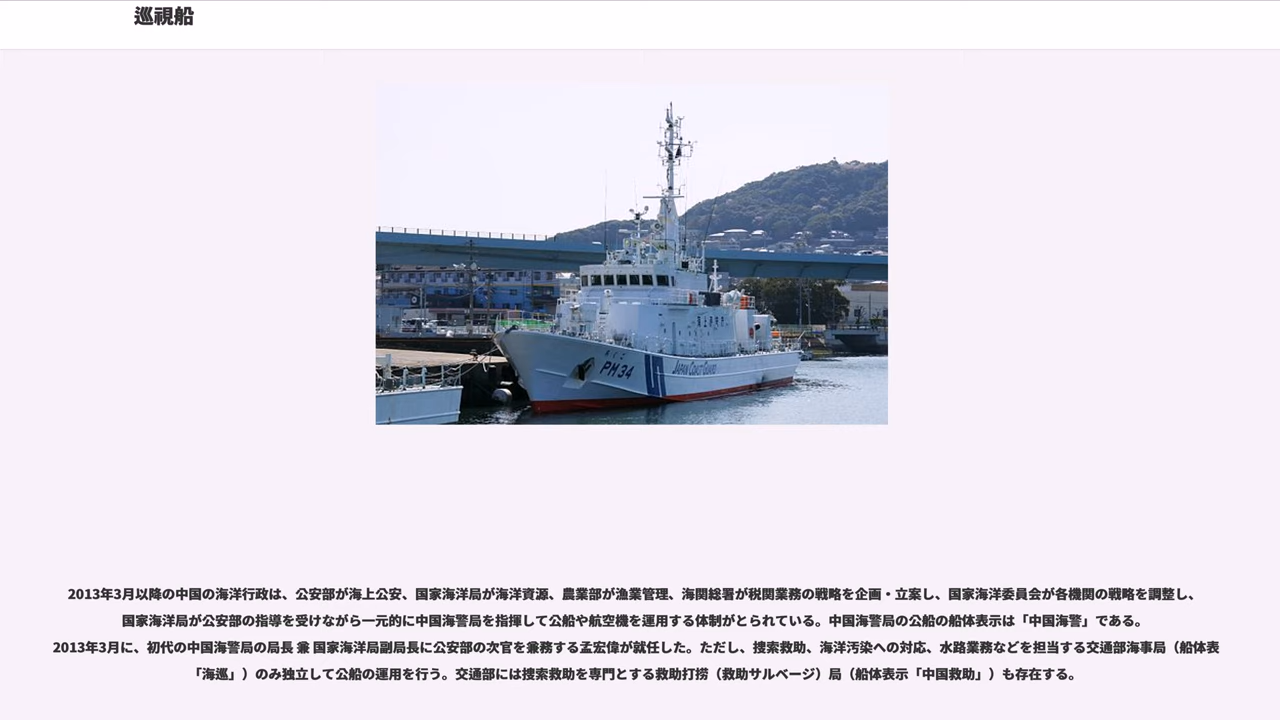 巡視船
海上保安庁
PM 34
JAPAN COAST GUARD
2013年3月以降の中国の海洋行政は、公安部が海上公安、国家海洋局が海洋資源、農業部が漁業管理、海関総署が税関業務の戦略を企画・立案し、国家海洋委員会が各機関の戦略を調整し、
国家海洋局が公安部の指導を受けながら一元的に中国海警局を指揮して公船や航空機を運用する体制がとられている。中国海警局の公船の船体表示は「中国海警」である。
2013年3月に、初代の中国海警局の局長 兼 国家海洋局副局長に公安部の次官を兼務する孟宏偉が就任した。ただし、捜索救助、海洋汚染への対応、水路業務などを担当する交通部海事局（船体表示
「海巡」）のみ独立して公船の運用を行う。交通部には捜索救助を専門とする救助打撈（救助サルベージ）局（船体表示「中国救助」）も存在する。